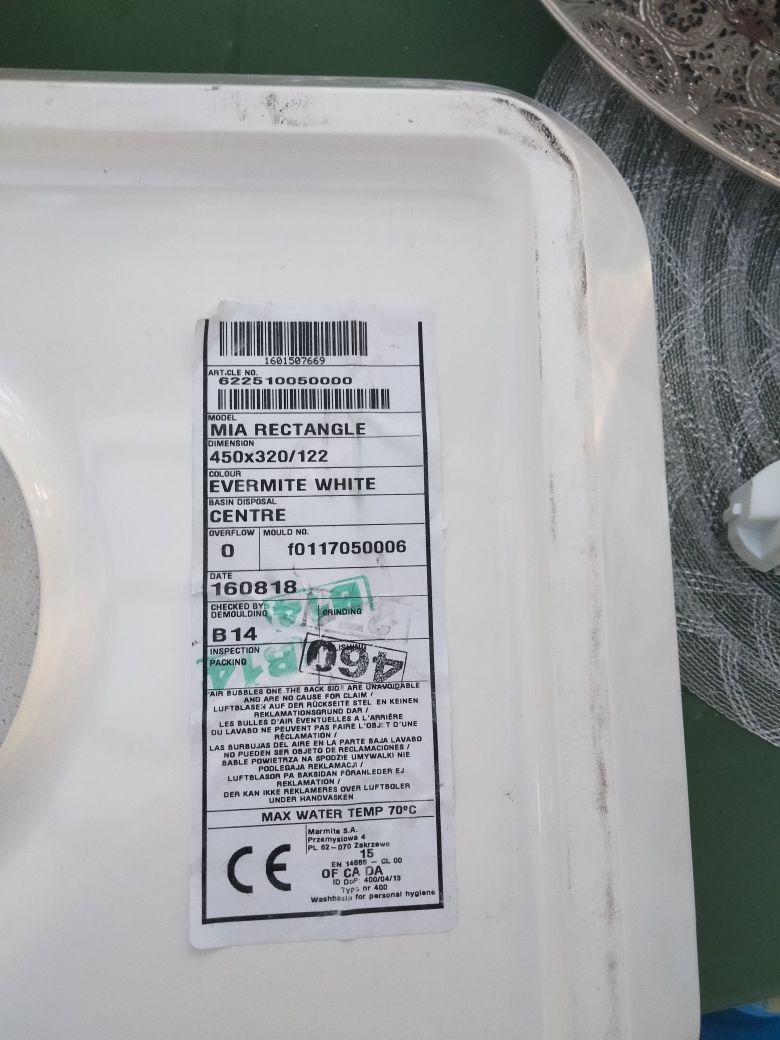 1601507669
ART.CLE NO.
622510050000
MODEL
MIA RECTANGLE
DIMENSION
450x320/122
COLOUR
EVERMITE WHITE
BASIN DISPOSAL
CENTRE
OVERFLOW MOULD NO.
0 f0117050006
DATE
160818
CHECKED BY:
DEMOULDING GRINDING
B14
INSPECTION
PACKING B14 460
AIR BUBBLES ONE THE BACK SIDE ARE UNAVOIDABLE
AND ARE NO CAUSE FOR CLAIM /
LUFTBLASEN AUF DER RÜCKSEITE STEL EN KEINEN
REKLAMATIONSGRUND DAR /
LES BULLES D'AIR ÉVENTUELLES A L'ARRIÈRE
DU LAVABO NE PEUVENT PAS FAIRE L'OBJET D'UNE
RÉCLAMATION /
LAS BURBUJAS DEL AIRE EN LA PARTE BAJA LAVABO
NO PUEDEN SER OBJETO DE RECLAMACIONES /
BABLE POWIETRZA NA SPODZIE UMYWALKI NIE
PODLEGAJA REKLAMACJI /
LUFTBLASOR PA BAKSIDAN FÖRANLEDER EJ
REKLAMATION /
DER KAN IKKE REKLAMERES OVER LUFTBOLER
UNDER HANDVASKEN
MAX WATER TEMP 70°C
CE
Marmite S.A.
Przemysłowa 4
PL 62-070 Zakrzewo
15
EN 14688 - CL 00
OF CA DA
ID DoP: 400/04/13
Type nr 400
Washbasin for personal hygiene